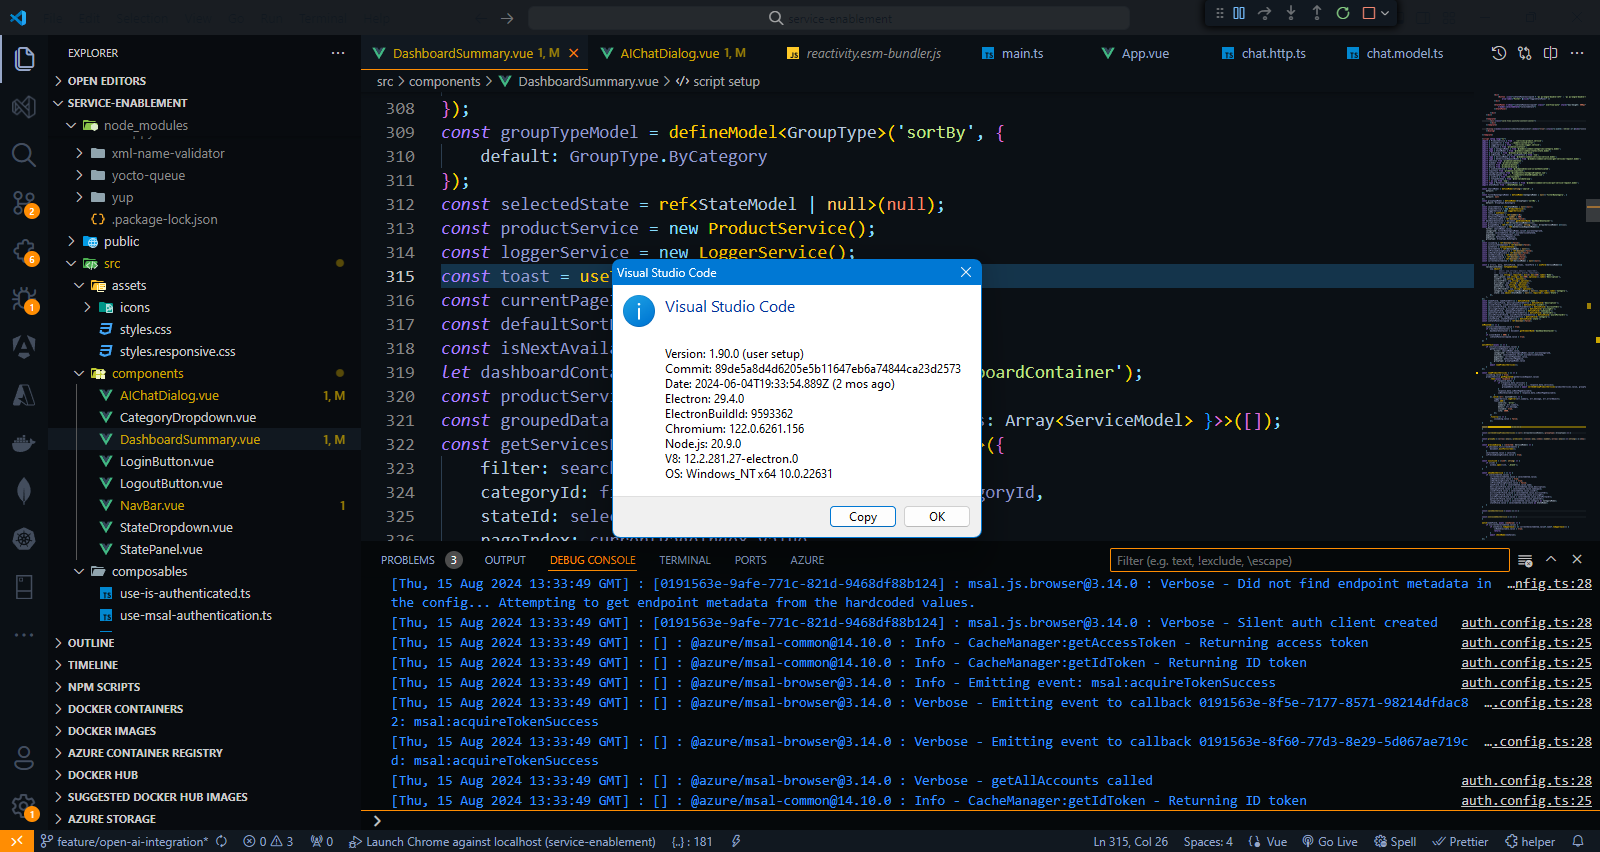 service-enablement
EXPLORER
OPEN EDITORS
SERVICE-ENABLEMENT
node_modules
xml-name-validator
yocto-queue
yup
.package-lock.json
public
src
assets
icons
styles.css
styles.responsive.css
components
AIChatDialog.vue 1, M
CategoryDropdown.vue
DashboardSummary.vue 1, M
LoginButton.vue
LogoutButton.vue
NavBar.vue 1
StateDropdown.vue
StatePanel.vue
composables
use-is-authenticated.ts
use-msal-authentication.ts
OUTLINE
TIMELINE
NPM SCRIPTS
DOCKER CONTAINERS
DOCKER IMAGES
AZURE CONTAINER REGISTRY
DOCKER HUB
SUGGESTED DOCKER HUB IMAGES
AZURE STORAGE
2
6
1
1
DashboardSummary.vue 1, M
AIChatDialog.vue 1, M
reactivity.esm-bundler.js
main.ts
App.vue
chat.http.ts
chat.model.ts
src > components > DashboardSummary.vue > script setup
308 });
309 const groupTypeModel = defineModel<GroupType>('sortBy', {
310 default: GroupType.ByCategory
311 });
312 const selectedState = ref<StateModel | null>(null);
313 const productService = new ProductService();
314 const loggerService = new LoggerService();
315 const toast = use
316 const currentPage
317 const defaultSort
318 const isNextAvail
319 let dashboardConta boardContainer');
320 const productServi
321 const groupedData s: Array<ServiceModel> }>>([]);
322 const getServices >({
323 filter: searc
324 categoryId: f goryId,
325 stateId: selec
326
Visual Studio Code
Visual Studio Code
Version: 1.90.0 (user setup)
Commit: 89de5a8d4d6205e5b11647eb6a74844ca23d2573
Date: 2024-06-04T19:33:54.889Z (2 mos ago)
Electron: 29.4.0
ElectronBuildId: 9593362
Chromium: 122.0.6261.156
Node.js: 20.9.0
V8: 12.2.281.27-electron.0
OS: Windows_NT x64 10.0.22631
Copy OK
PROBLEMS 3 OUTPUT DEBUG CONSOLE TERMINAL PORTS AZURE
Filter (e.g. text, !exclude, \escape)
[Thu, 15 Aug 2024 13:33:49 GMT] : [0191563e-9afe-771c-821d-9468df88b124] : msal.js.browser@3.14.0 : Verbose - Did not find endpoint metadata in …nfig.ts:28
the config... Attempting to get endpoint metadata from the hardcoded values.
[Thu, 15 Aug 2024 13:33:49 GMT] : [0191563e-9afe-771c-821d-9468df88b124] : msal.js.browser@3.14.0 : Verbose - Silent auth client created auth.config.ts:28
[Thu, 15 Aug 2024 13:33:49 GMT] : [] : @azure/msal-common@14.10.0 : Info - CacheManager:getAccessToken - Returning access token auth.config.ts:25
[Thu, 15 Aug 2024 13:33:49 GMT] : [] : @azure/msal-common@14.10.0 : Info - CacheManager:getIdToken - Returning ID token auth.config.ts:25
[Thu, 15 Aug 2024 13:33:49 GMT] : [] : @azure/msal-browser@3.14.0 : Info - Emitting event: msal:acquireTokenSuccess auth.config.ts:25
[Thu, 15 Aug 2024 13:33:49 GMT] : [] : @azure/msal-browser@3.14.0 : Verbose - Emitting event to callback 0191563e-8f5e-7177-8571-98214dfdac8 ….config.ts:28
2: msal:acquireTokenSuccess
[Thu, 15 Aug 2024 13:33:49 GMT] : [] : @azure/msal-browser@3.14.0 : Verbose - Emitting event to callback 0191563e-8f60-77d3-8e29-5d067ae719c ….config.ts:28
d: msal:acquireTokenSuccess
[Thu, 15 Aug 2024 13:33:49 GMT] : [] : @azure/msal-browser@3.14.0 : Verbose - getAllAccounts called auth.config.ts:28
[Thu, 15 Aug 2024 13:33:49 GMT] : [] : @azure/msal-common@14.10.0 : Info - CacheManager:getIdToken - Returning ID token auth.config.ts:25
feature/open-ai-integration* 0 3 0 Launch Chrome against localhost (service-enablement) {..} : 181 Ln 315, Col 26 Spaces: 4 Vue Go Live Spell Prettier helper